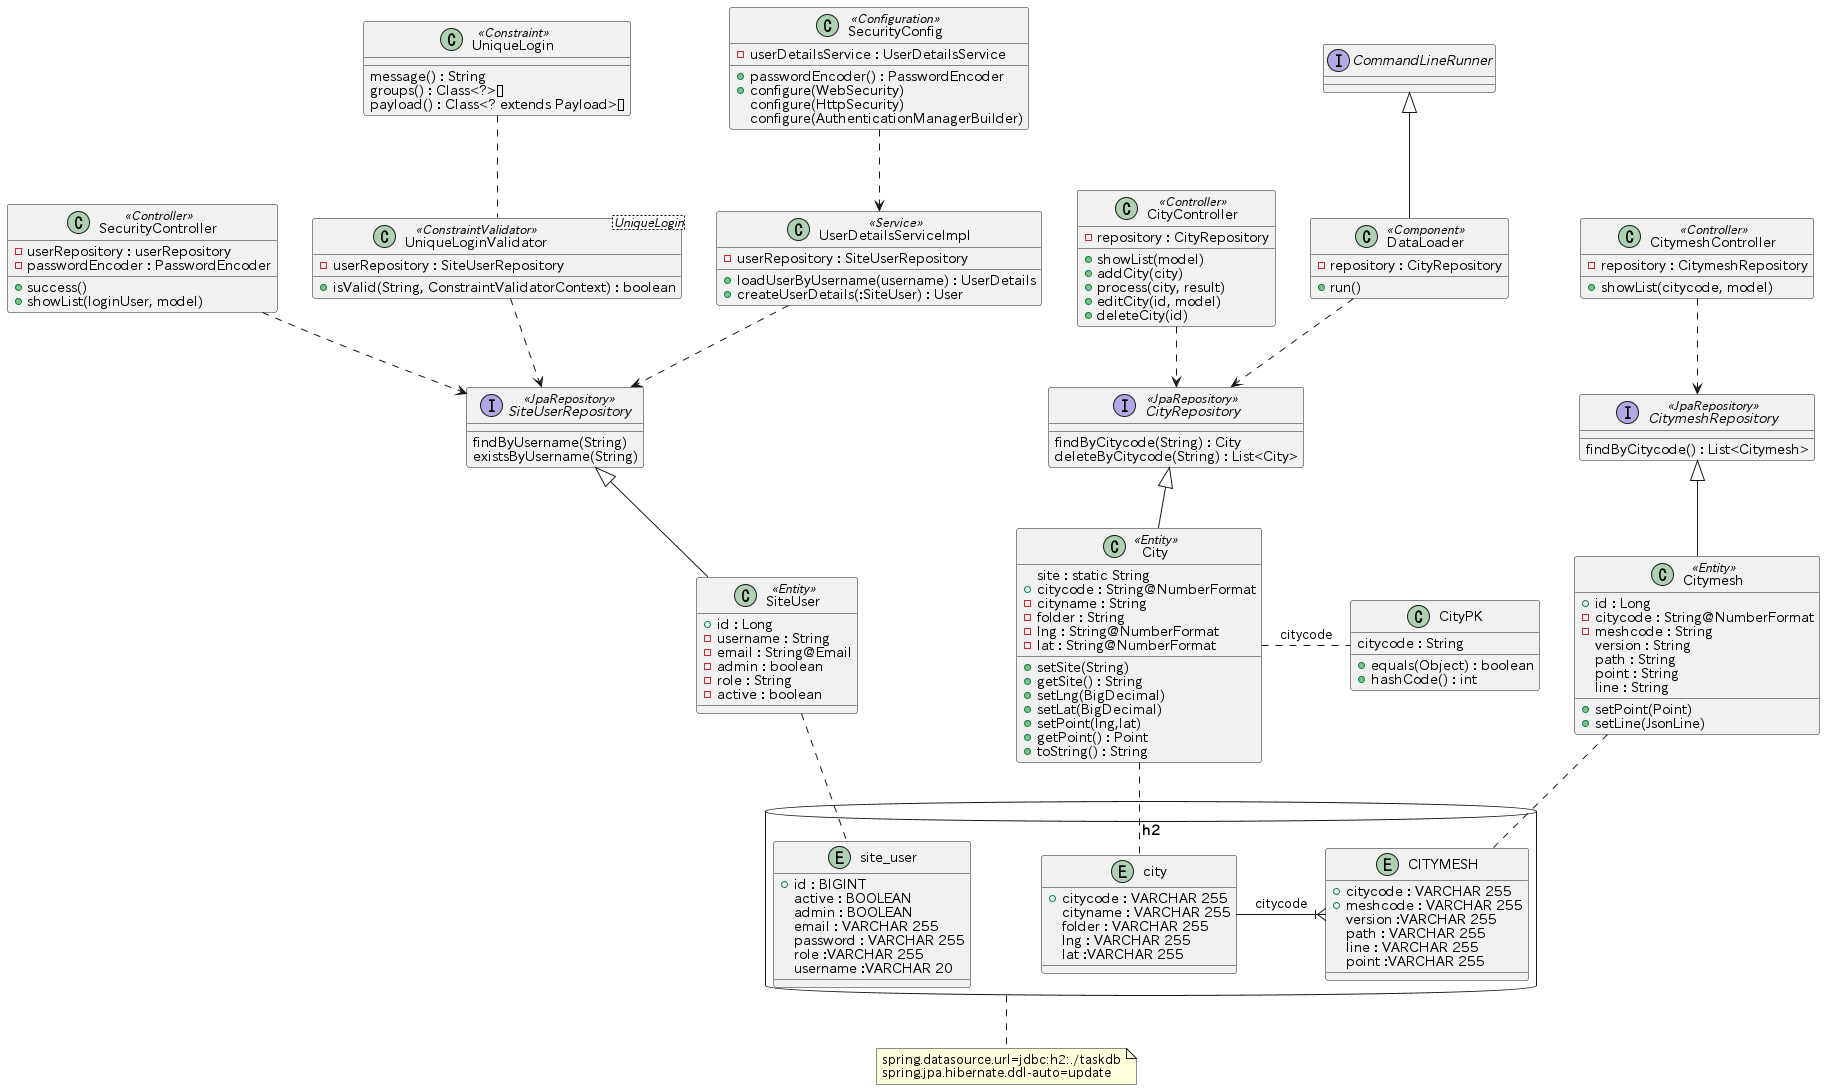 «Constraint»
C UniqueLogin
message() : String
groups() : Class<?>[]
payload() : Class<? extends Payload>[]
«Configuration»
C SecurityConfig
userDetailsService : UserDetailsService
passwordEncoder() : PasswordEncoder
configure(WebSecurity)
configure(HttpSecurity)
configure(AuthenticationManagerBuilder)
I CommandLineRunner
«Controller»
C SecurityController
userRepository : userRepository
passwordEncoder : PasswordEncoder
success()
showList(loginUser, model)
UniqueLogin
«ConstraintValidator»
C UniqueLoginValidator
userRepository : SiteUserRepository
isValid(String, ConstraintValidatorContext) : boolean
«Service»
C UserDetailsServiceImpl
userRepository : SiteUserRepository
loadUerByUsername(username) : UserDetails
createUserDetails(:SiteUser) : User
«Controller»
C CityController
repository : CityRepository
showList(model)
addCity(city)
process(city, result)
editCity(id, model)
deleteCity(id)
«Component»
C DataLoader
repository : CityRepository
run()
«Controller»
C CitymeshController
repository : CitymeshRepository
showList(citycode, model)
«JpaRepository»
I SiteUserRepository
findByUsername(String)
existsByUsername(String)
«JpaRepository»
I CityRepository
findByCitycode(String) : City
deleteByCitycode(String) : List<City>
«JpaRepository»
I CitymeshRepository
findByCitycode() : List<Citymesh>
«Entity»
C SiteUser
id : Long
username : String
email : String@Email
admin : boolean
role : String
active : boolean
«Entity»
C City
site : static String
citycode : String@NumberFormat
cityname : String
folder : String
lng : String@NumberFormat
lat : String@NumberFormat
setSite(String)
getSite() : String
setLng(BigDecimal)
setLat(BigDecimal)
setPoint(lng,lat)
getPoint() : Point
toString() : String
citycode
C CityPK
citycode : String
equals(Object) : boolean
hashCode() : int
«Entity»
C Citymesh
id : Long
citycode : String@NumberFormat
meshcode : String
version : String
path : String
point : String
line : String
setPoint(Point)
setLine(JsonLine)
h2
E site_user
id : BIGINT
active : BOOLEAN
admin : BOOLEAN
email : VARCHAR 255
password : VARCHAR 255
role :VARCHAR 255
username :VARCHAR 20
E city
citycode : VARCHAR 255
cityname : VARCHAR 255
folder : VARCHAR 255
lng : VARCHAR 255
lat :VARCHAR 255
citycode
E CITYMESH
citycode : VARCHAR 255
meshcode : VARCHAR 255
version :VARCHAR 255
path : VARCHAR 255
line : VARCHAR 255
point :VARCHAR 255
spring.datasource.url=jdbc:h2:./taskdb
spring.jpa.hibernate.ddl-auto=update